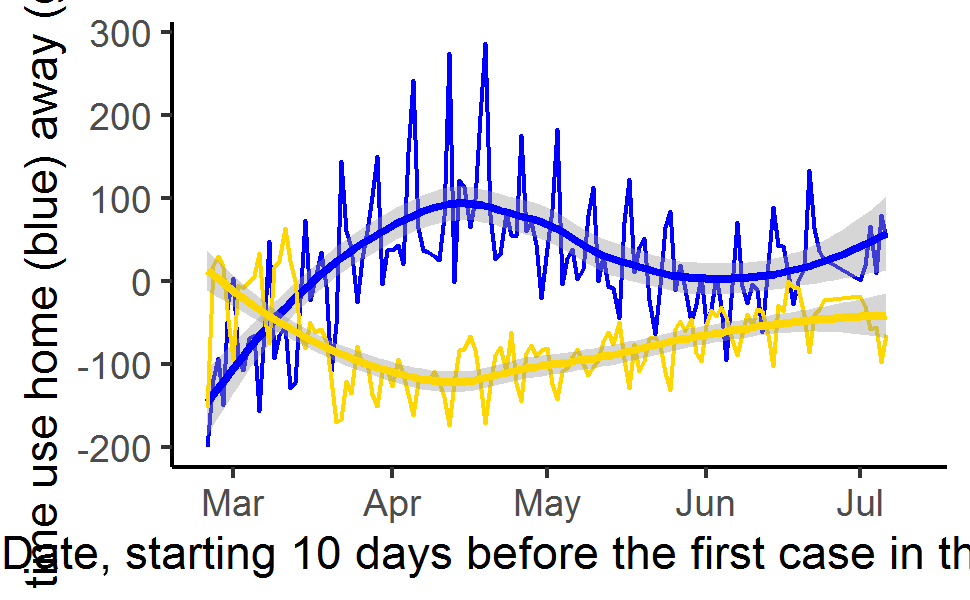 time use home (blue) away (
300
200
100
0
-100
-200
Mar Apr May Jun Jul
Date, starting 10 days before the first case in th